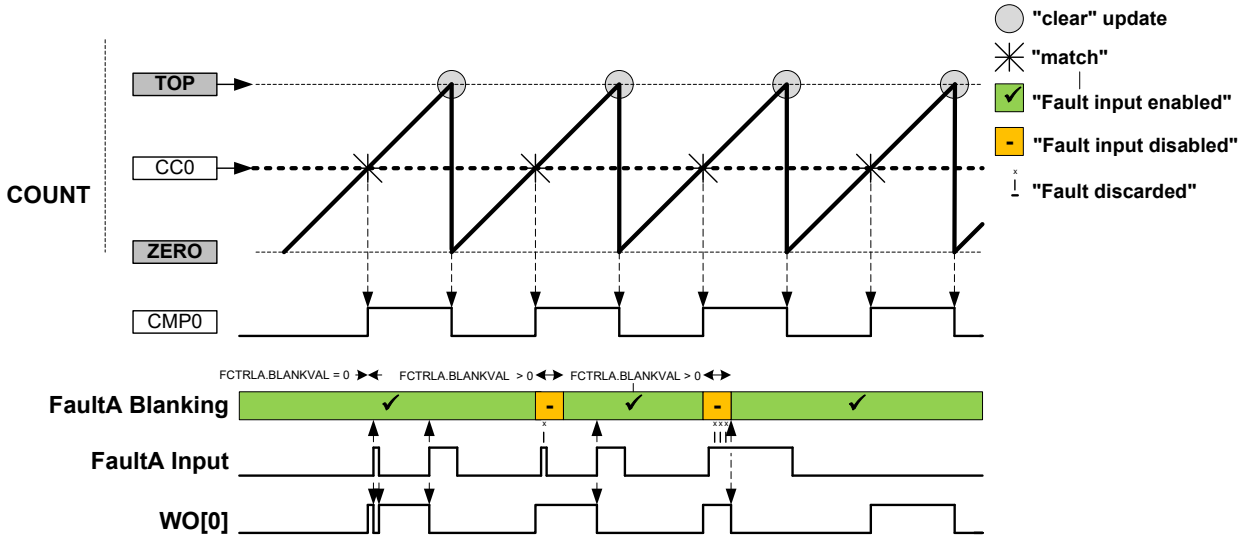 "clear" update
"match"
TOP
"Fault input enabled"
-
"Fault input disabled"
CC0
x
"Fault discarded"
COUNT
ZERO
CMP0
FCTRLA.BLANKVAL = 0
FCTRLA.BLANKVAL > 0
FCTRLA.BLANKVAL > 0
FaultA Blanking
-
-
x
xxx
FaultA Input
WO[0]